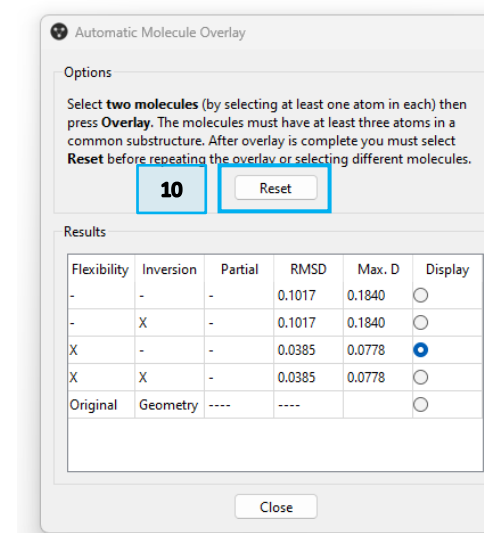 Automatic Molecule Overlay
Options
Select two molecules (by selecting at least one atom in each) then
press Overlay. The molecules must have at least three atoms in a
common substructure. After overlay is complete you must select
Reset before repeating the overlay or selecting different molecules.
10 Reset
Results
Flexibility Inversion Partial RMSD Max. D Display
- - - 0.1017 0.1840
- X - 0.1017 0.1840
X - - 0.0385 0.0778
X X - 0.0385 0.0778
Original Geometry ---- ----
Close